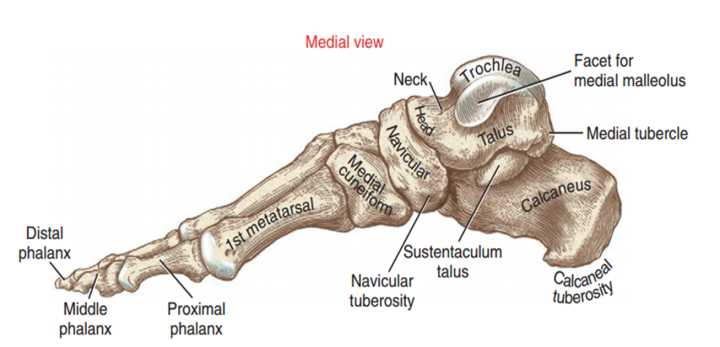 Medial view
Trochlea
Facet for
medial malleolus
Neck
Head
Talus
Medial tubercle
Navicular
Medial
cuneiform
Calcaneus
1st metatarsal
Distal
phalanx
Sustentaculum
talus
Navicular
tuberosity
Calcaneal
tuberosity
Middle
phalanx
Proximal
phalanx